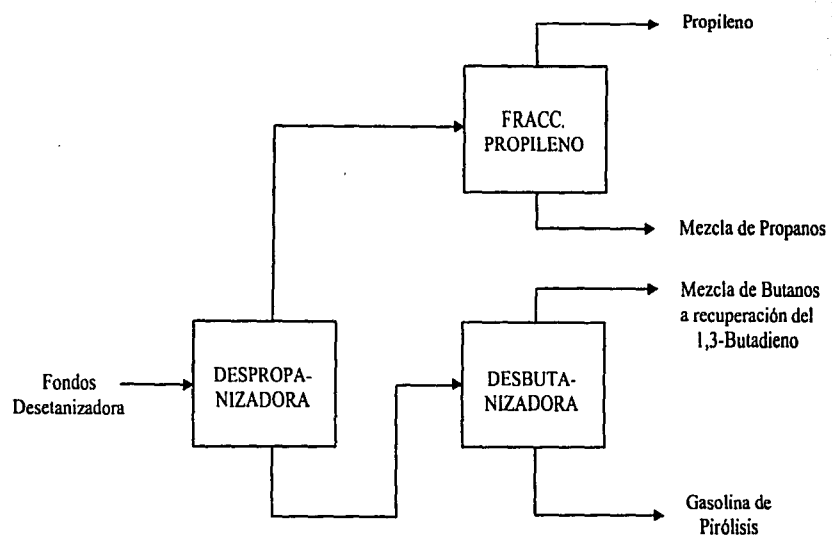 Propileno
FRACC.
PROPILENO
Mezcla de Propanos
Mezcla de Butanos
a recuperación del
1,3-Butadieno
Fondos
Desetanizadora
DESPROPA-
NIZADORA
DESBUTA-
NIZADORA
Gasolina de
Pirólisis